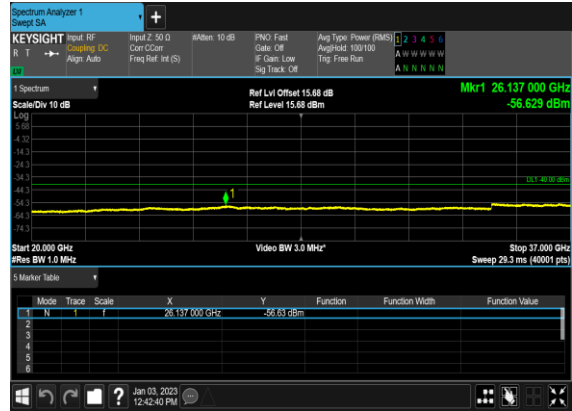 Spectrum Analyzer 1
Swept SA
+
KEYSIGHT Input: RF Input Z: 50 Ω #Atten: 10 dB PNO: Fast Avg Type: Power (RMS) 1 2 3 4 5 6
R T Coupling: DC Corr CCorr Gate: Off Avg|Hold: 100/100 A W W W W W
Align: Auto Freq Ref: Int (S) IF Gain: Low Trig: Free Run
Sig Track: Off A N N N N N
1 Spectrum Ref Lvl Offset 15.68 dB Mkr1 26.137 000 GHz
Scale/Div 10 dB Ref Level 15.68 dBm -56.629 dBm
Log
5.68
-4.32
-14.3
-24.3
-34.3
DL1 -40.00 dBm
-44.3
1
-54.3
-64.3
-74.3
Start 20.000 GHz Video BW 3.0 MHz* Stop 37.000 GHz
#Res BW 1.0 MHz Sweep 29.3 ms (40001 pts)
5 Marker Table
Mode Trace Scale X Y Function Function Width Function Value
1 N 1 f 26.137 000 GHz -56.63 dBm
2
3
4
5
6
? Jan 03, 2023
12:42:40 PM